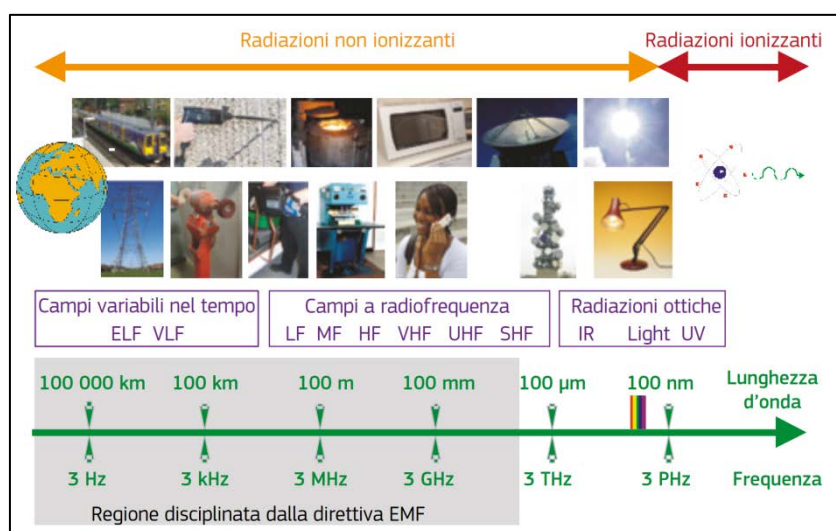 Radiazioni non ionizzanti
Radiazioni ionizzanti
Campi variabili nel tempo
ELF VLF
Campi a radiofrequenza
LF MF HF VHF UHF SHF
Radiazioni ottiche
IR Light UV
100 000 km 100 km 100 m 100 mm 100 µm 100 nm
Lunghezza
d'onda
3 Hz 3 kHz 3 MHz 3 GHz 3 THz 3 PHz Frequenza
Regione disciplinata dalla direttiva EMF